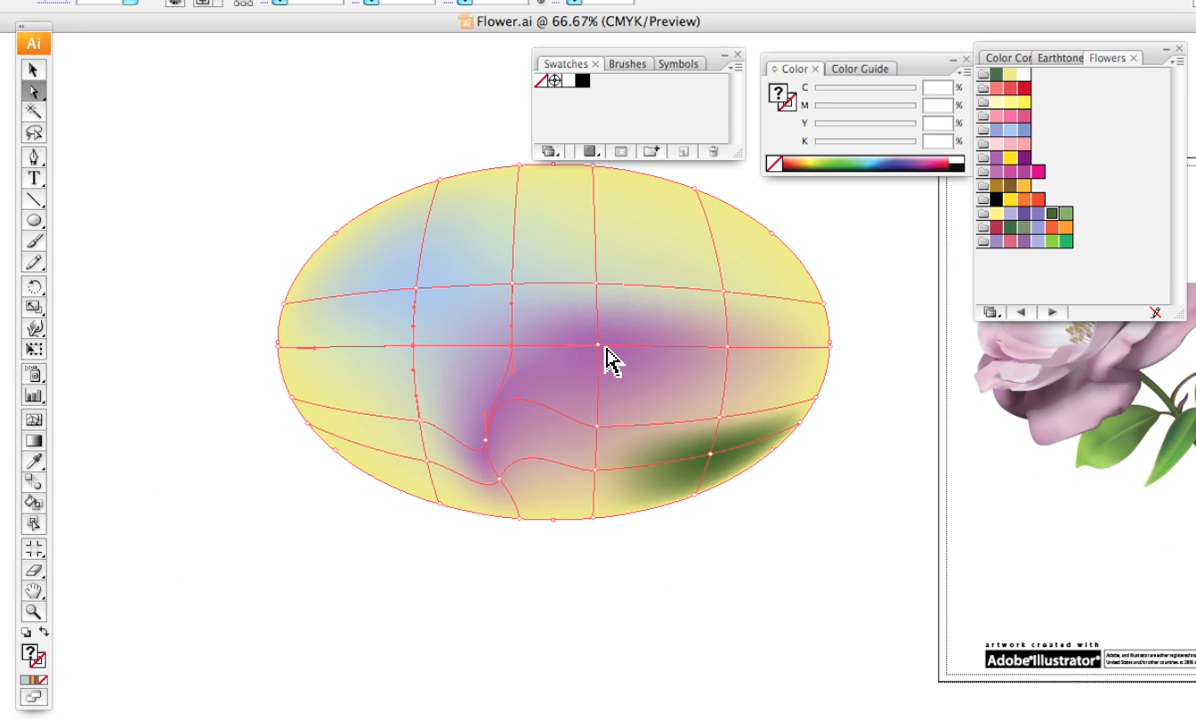 Flower.ai @ 66.67% (CMYK/Preview)
Ai
Swatches Brushes Symbols
Color Color Guide
C %
M %
Y %
K %
Color Cor Earthtone Flowers
T
?
?
artwork created with
Adobe Illustrator